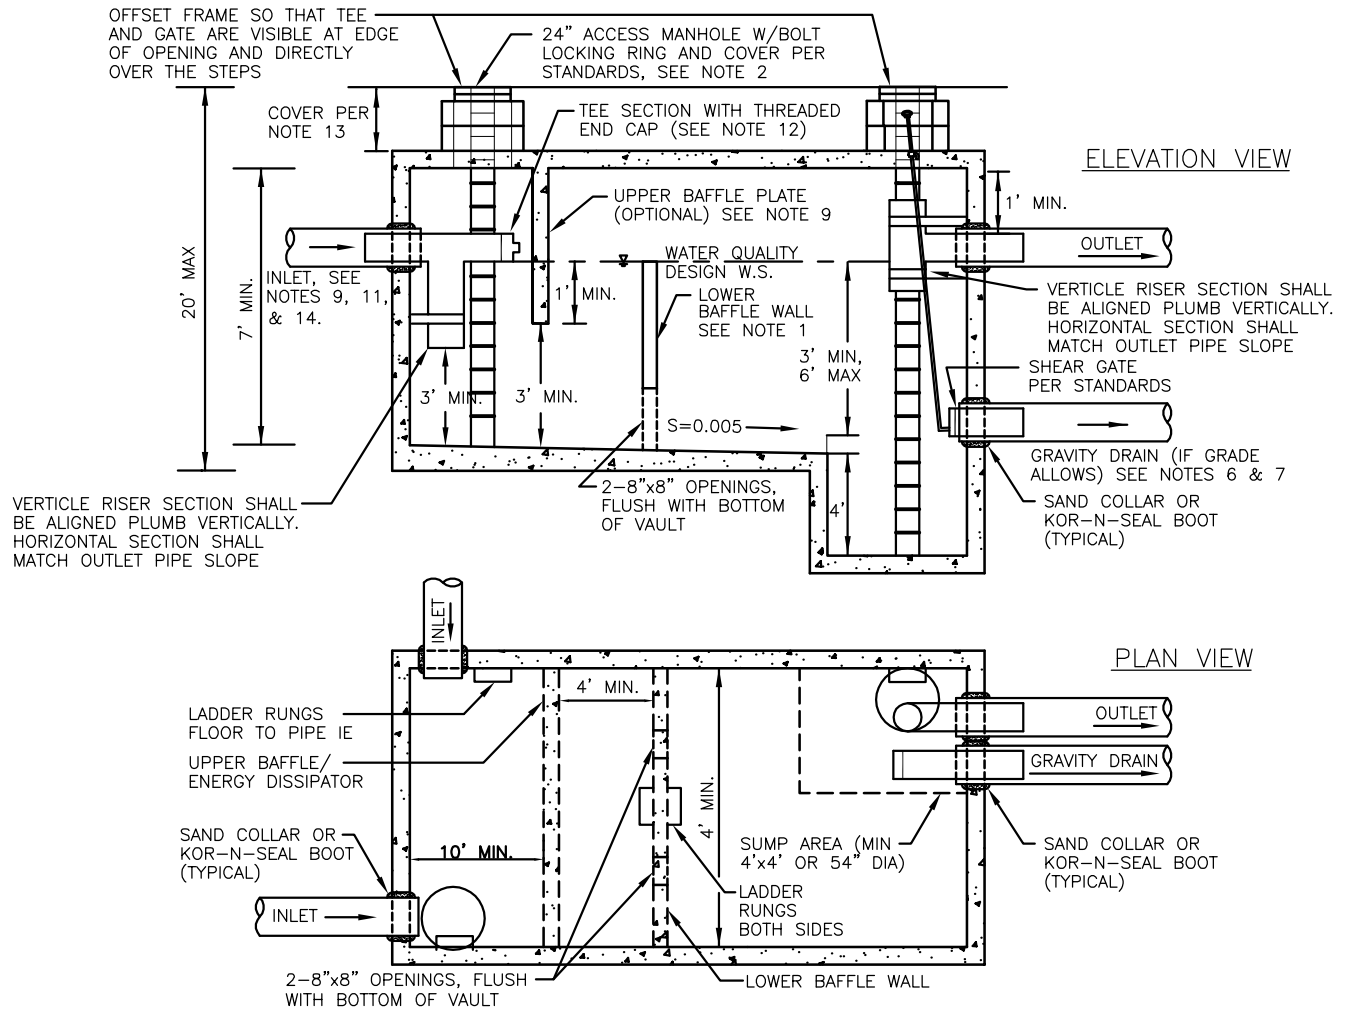 OFFSET FRAME SO THAT TEE
AND GATE ARE VISIBLE AT EDGE
OF OPENING AND DIRECTLY
OVER THE STEPS
24" ACCESS MANHOLE W/BOLT
LOCKING RING AND COVER PER
STANDARDS, SEE NOTE 2
COVER PER
NOTE 13
TEE SECTION WITH THREADED
END CAP (SEE NOTE 12)
ELEVATION VIEW
UPPER BAFFLE PLATE
(OPTIONAL) SEE NOTE 9
1' MIN.
OUTLET
WATER QUALITY
DESIGN W.S.
20' MAX
7' MIN.
INLET, SEE
NOTES 9, 11,
& 14.
1' MIN.
LOWER
BAFFLE WALL
SEE NOTE 1
VERTICLE RISER SECTION SHALL
BE ALIGNED PLUMB VERTICALLY.
HORIZONTAL SECTION SHALL
MATCH OUTLET PIPE SLOPE
3' MIN,
6' MAX
SHEAR GATE
PER STANDARDS
3' MIN.
3' MIN.
S=0.005
GRAVITY DRAIN (IF GRADE
ALLOWS) SEE NOTES 6 & 7
2-8"x8" OPENINGS,
FLUSH WITH BOTTOM
OF VAULT
4'
SAND COLLAR OR
KOR-N-SEAL BOOT
(TYPICAL)
VERTICLE RISER SECTION SHALL
BE ALIGNED PLUMB VERTICALLY.
HORIZONTAL SECTION SHALL
MATCH OUTLET PIPE SLOPE
INLET
PLAN VIEW
4' MIN.
LADDER RUNGS
FLOOR TO PIPE IE
OUTLET
UPPER BAFFLE/
ENERGY DISSIPATOR
GRAVITY DRAIN
4' MIN.
SAND COLLAR OR
KOR-N-SEAL BOOT
(TYPICAL)
10' MIN.
SUMP AREA (MIN
4'x4' OR 54" DIA)
SAND COLLAR OR
KOR-N-SEAL BOOT
(TYPICAL)
LADDER
RUNGS
BOTH SIDES
INLET
2-8"x8" OPENINGS, FLUSH
WITH BOTTOM OF VAULT
LOWER BAFFLE WALL